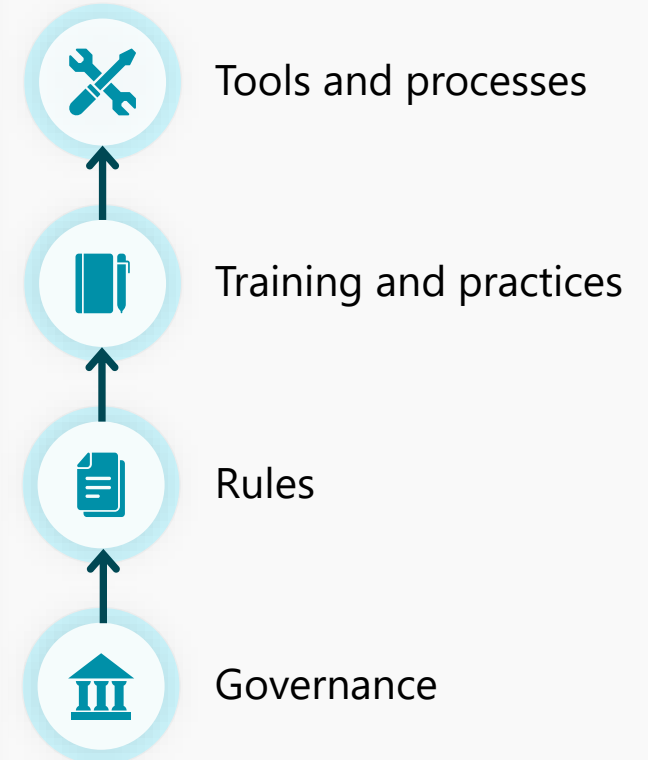 Tools and processes
Training and practices
Rules
Governance